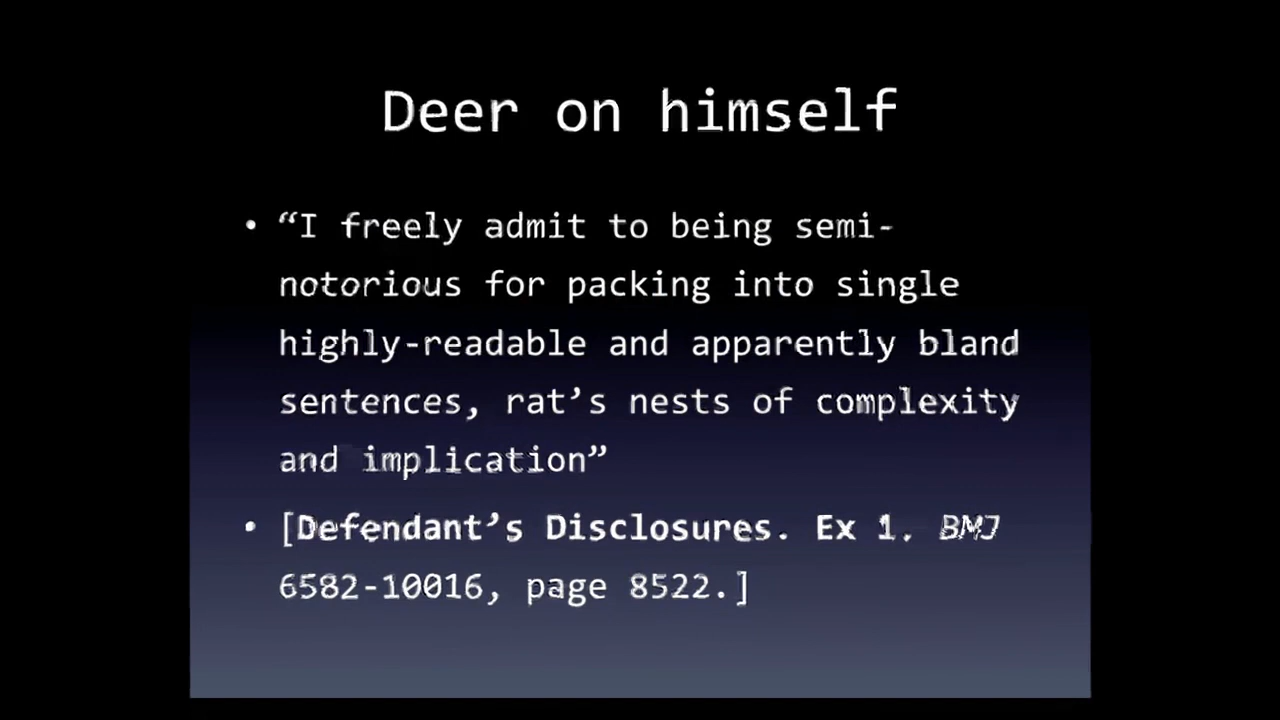 Deer on himself
• “I freely admit to being semi-
notorious for packing into single
highly-readable and apparently bland
sentences, rat’s nests of complexity
and implication”
• [Defendant’s Disclosures. Ex 1. BMJ
6582-10016, page 8522.]